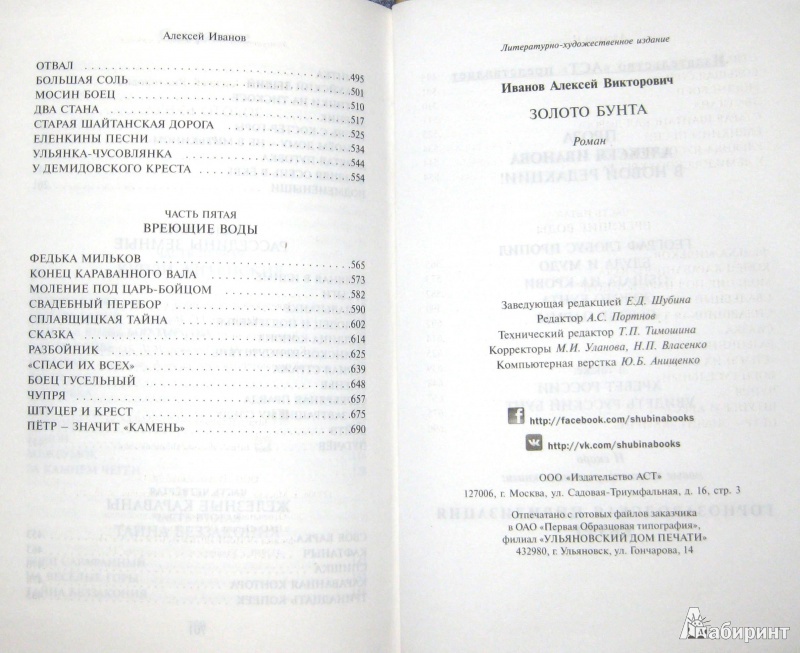 Алексей Иванов
ОТВАЛ 495
БОЛЬШАЯ СОЛЬ 501
МОСИН БОЕЦ 510
ДВА СТАНА 517
СТАРАЯ ШАЙТАНСКАЯ ДОРОГА 525
ЕЛЕНКИНЫ ПЕСНИ 534
УЛЬЯНКА-ЧУСОВЛЯНКА 544
У ДЕМИДОВСКОГО КРЕСТА 554
ЧАСТЬ ПЯТАЯ
ВРЕЮЩИЕ ВОДЫ
ФЕДЬКА МИЛЬКОВ 565
КОНЕЦ КАРАВАННОГО ВАЛА 573
МОЛЕНИЕ ПОД ЦАРЬ-БОЙЦОМ 582
СВАДЕБНЫЙ ПЕРЕБОР 590
СПЛАВЩИЦКАЯ ТАЙНА 602
СКАЗКА 614
РАЗБОЙНИК 625
«СПАСИ ИХ ВСЕХ» 639
БОЕЦ ГУСЕЛЬНЫЙ 648
ЧУПРЯ 657
ШТУЦЕР И КРЕСТ 675
ПЁТР – ЗНАЧИТ «КАМЕНЬ» 690
Литературно-художественное издание
Иванов Алексей Викторович
ЗОЛОТО БУНТА
Роман
Заведующая редакцией Е.Д. Шубина
Редактор А.С. Портнов
Технический редактор Т.П. Тимошина
Корректоры М.И. Уланова, Н.П. Власенко
Компьютерная верстка Ю.Б. Анищенко
http://facebook.com/shubinabooks
http://vk.com/shubinabooks
ООО «Издательство АСТ»
127006, г. Москва, ул. Садовая-Триумфальная, д. 16, стр. 3
Отпечатано с готовых файлов заказчика
в ОАО «Первая Образцовая типография»,
филиал «УЛЬЯНОВСКИЙ ДОМ ПЕЧАТИ»
432980, г. Ульяновск, ул. Гончарова, 14
Лабиринт